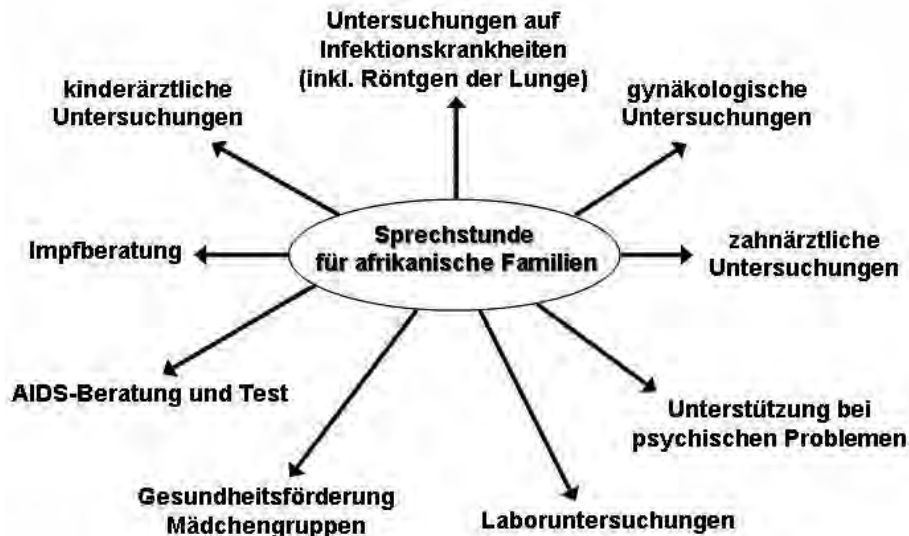 Untersuchungen auf
Infektionskrankheiten
(inkl. Röntgen der Lunge)
kinderärztliche
Untersuchungen
gynäkologische
Untersuchungen
Sprechstunde
für afrikanische Familien
Impfberatung
zahnärztliche
Untersuchungen
AIDS-Beratung und Test
Unterstützung bei
psychischen Problemen
Gesundheitsförderung
Mädchengruppen
Laboruntersuchungen